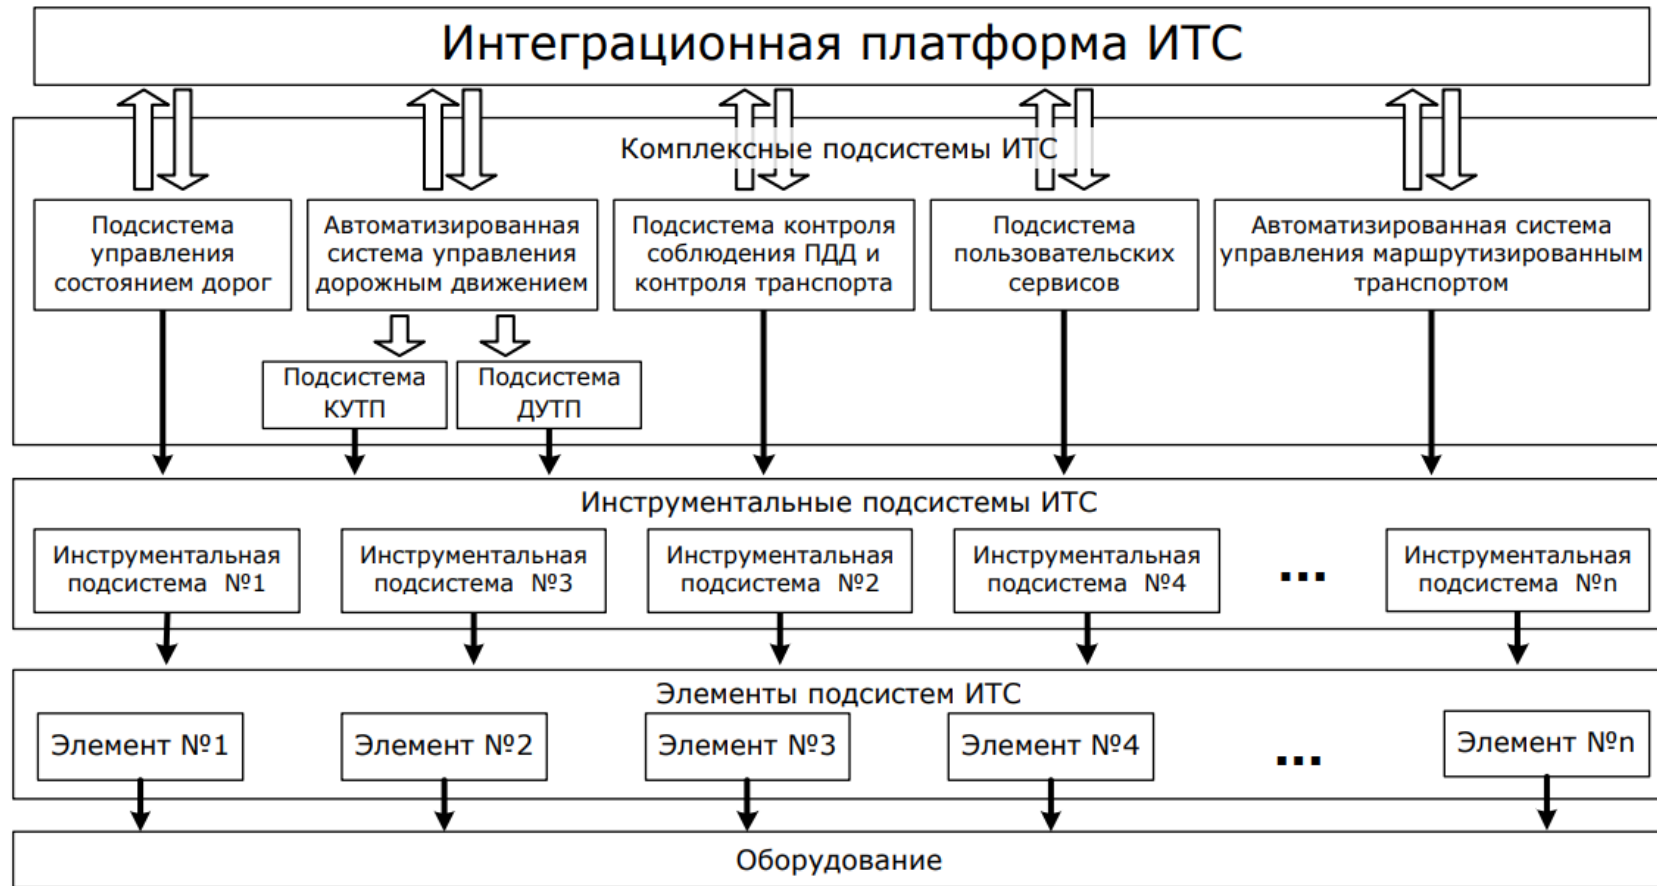 Интеграционная платформа ИТС
Комплексные подсистемы ИТС
Подсистема
управления
состоянием дорог
Автоматизированная
система управления
дорожным движением
Подсистема контроля
соблюдения ПДД и
контроля транспорта
Подсистема
пользовательских
сервисов
Автоматизированная система
управления маршрутизированным
транспортом
Подсистема
КУТП
Подсистема
ДУТП
Инструментальные подсистемы ИТС
Инструментальная
подсистема №1
Инструментальная
подсистема №3
Инструментальная
подсистема №2
Инструментальная
подсистема №4
...
Инструментальная
подсистема №n
Элементы подсистем ИТС
Элемент №1
Элемент №2
Элемент №3
Элемент №4
...
Элемент №n
Оборудование